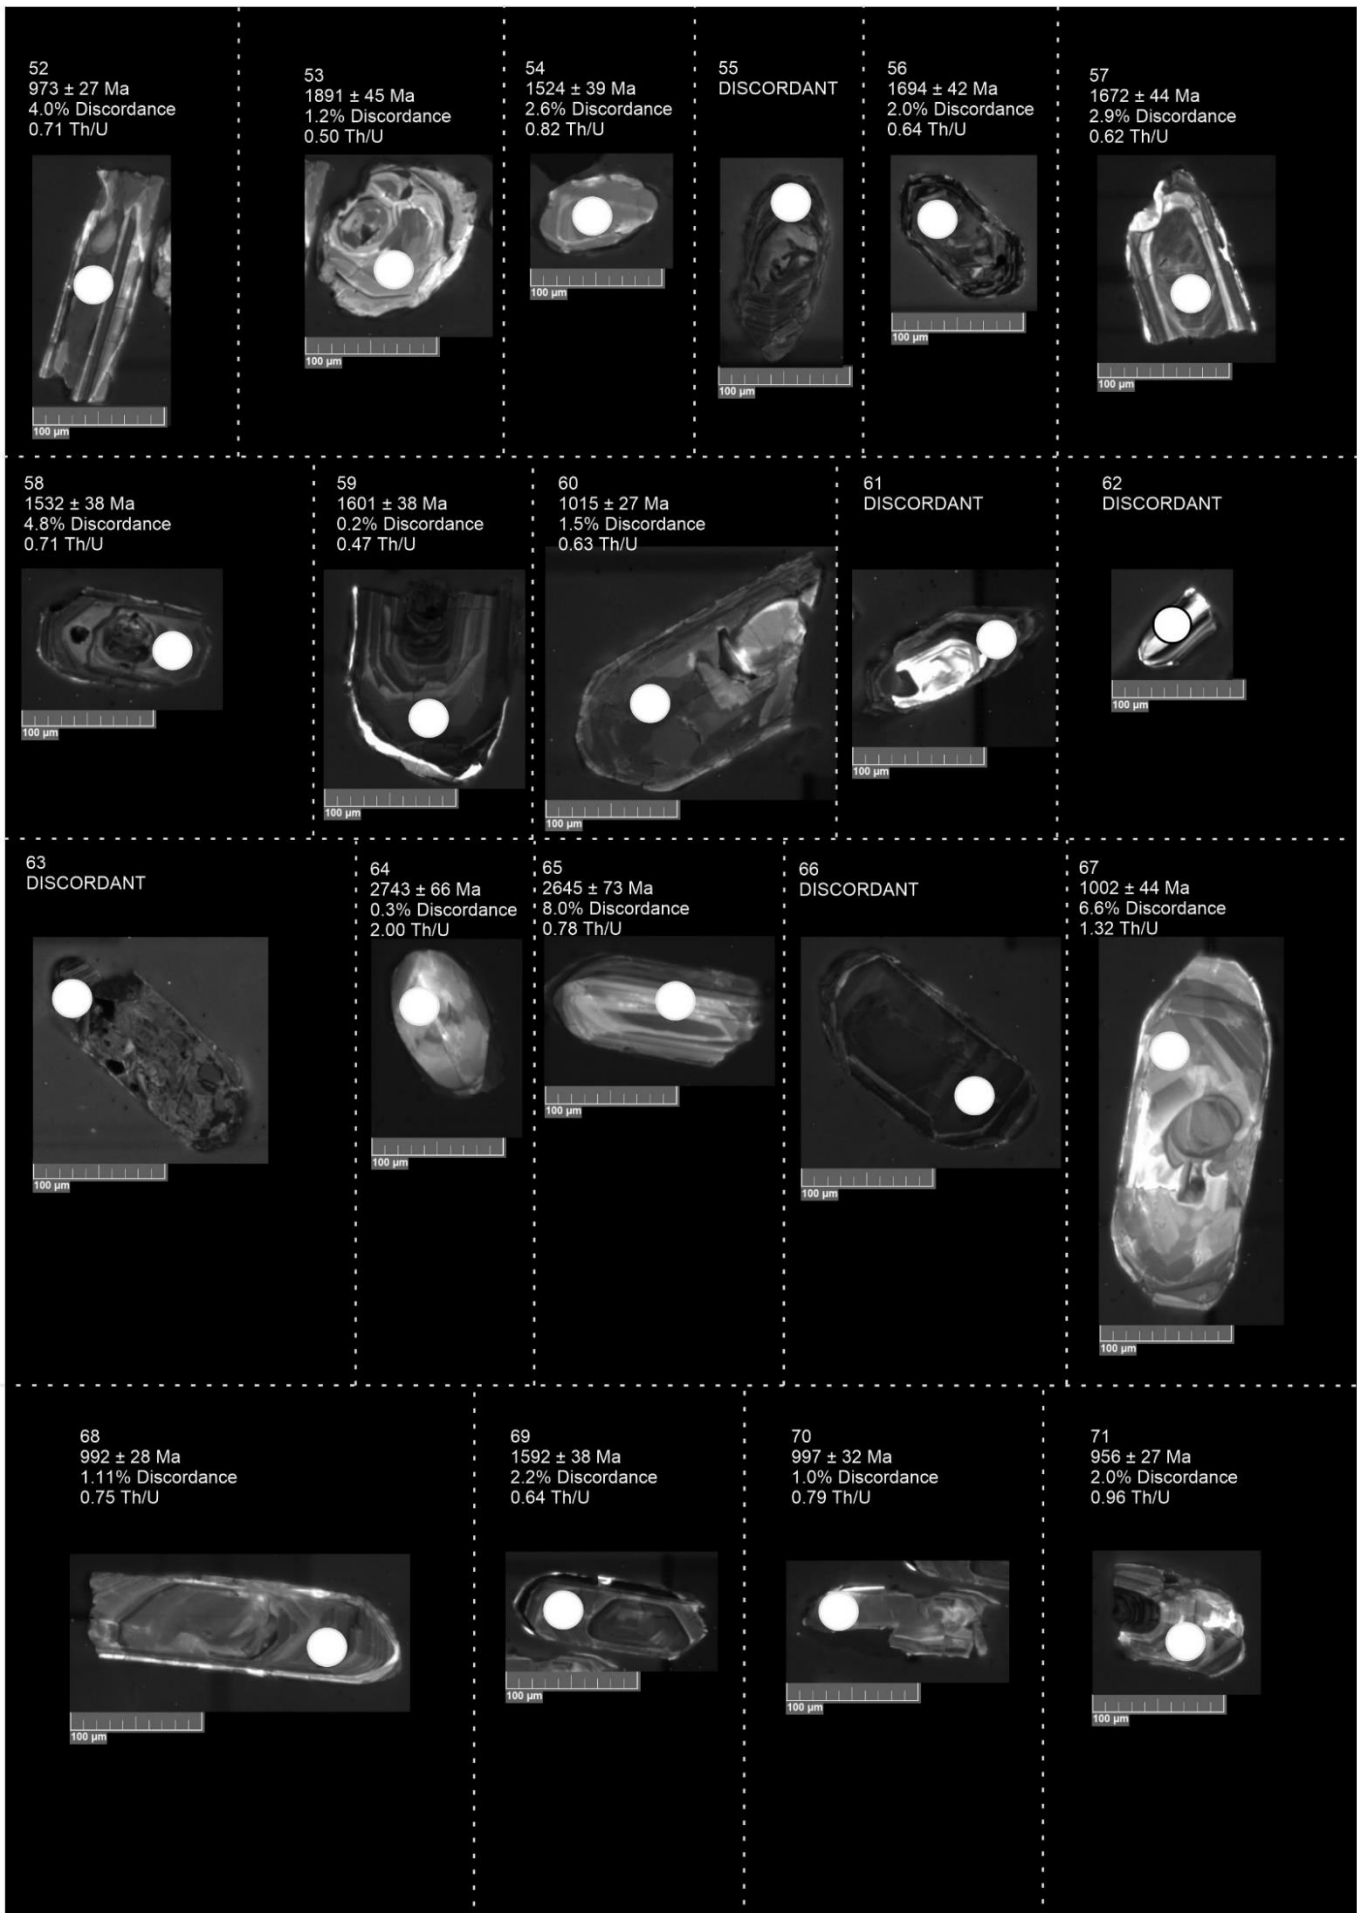 52
973 ± 27 Ma
4.0% Discordance
0.71 Th/U
100 µm
53
1891 ± 45 Ma
1.2% Discordance
0.50 Th/U
100 µm
54
1524 ± 39 Ma
2.6% Discordance
0.82 Th/U
100 µm
55
DISCORDANT
100 µm
56
1694 ± 42 Ma
2.0% Discordance
0.64 Th/U
100 µm
57
1672 ± 44 Ma
2.9% Discordance
0.62 Th/U
100 µm
58
1532 ± 38 Ma
4.8% Discordance
0.71 Th/U
100 µm
59
1601 ± 38 Ma
0.2% Discordance
0.47 Th/U
100 µm
60
1015 ± 27 Ma
1.5% Discordance
0.63 Th/U
100 µm
61
DISCORDANT
100 µm
62
DISCORDANT
100 µm
63
DISCORDANT
100 µm
64
2743 ± 66 Ma
0.3% Discordance
2.00 Th/U
100 µm
65
2645 ± 73 Ma
8.0% Discordance
0.78 Th/U
100 µm
66
DISCORDANT
100 µm
67
1002 ± 44 Ma
6.6% Discordance
1.32 Th/U
100 µm
68
992 ± 28 Ma
1.11% Discordance
0.75 Th/U
100 µm
69
1592 ± 38 Ma
2.2% Discordance
0.64 Th/U
100 µm
70
997 ± 32 Ma
1.0% Discordance
0.79 Th/U
100 µm
71
956 ± 27 Ma
2.0% Discordance
0.96 Th/U
100 µm